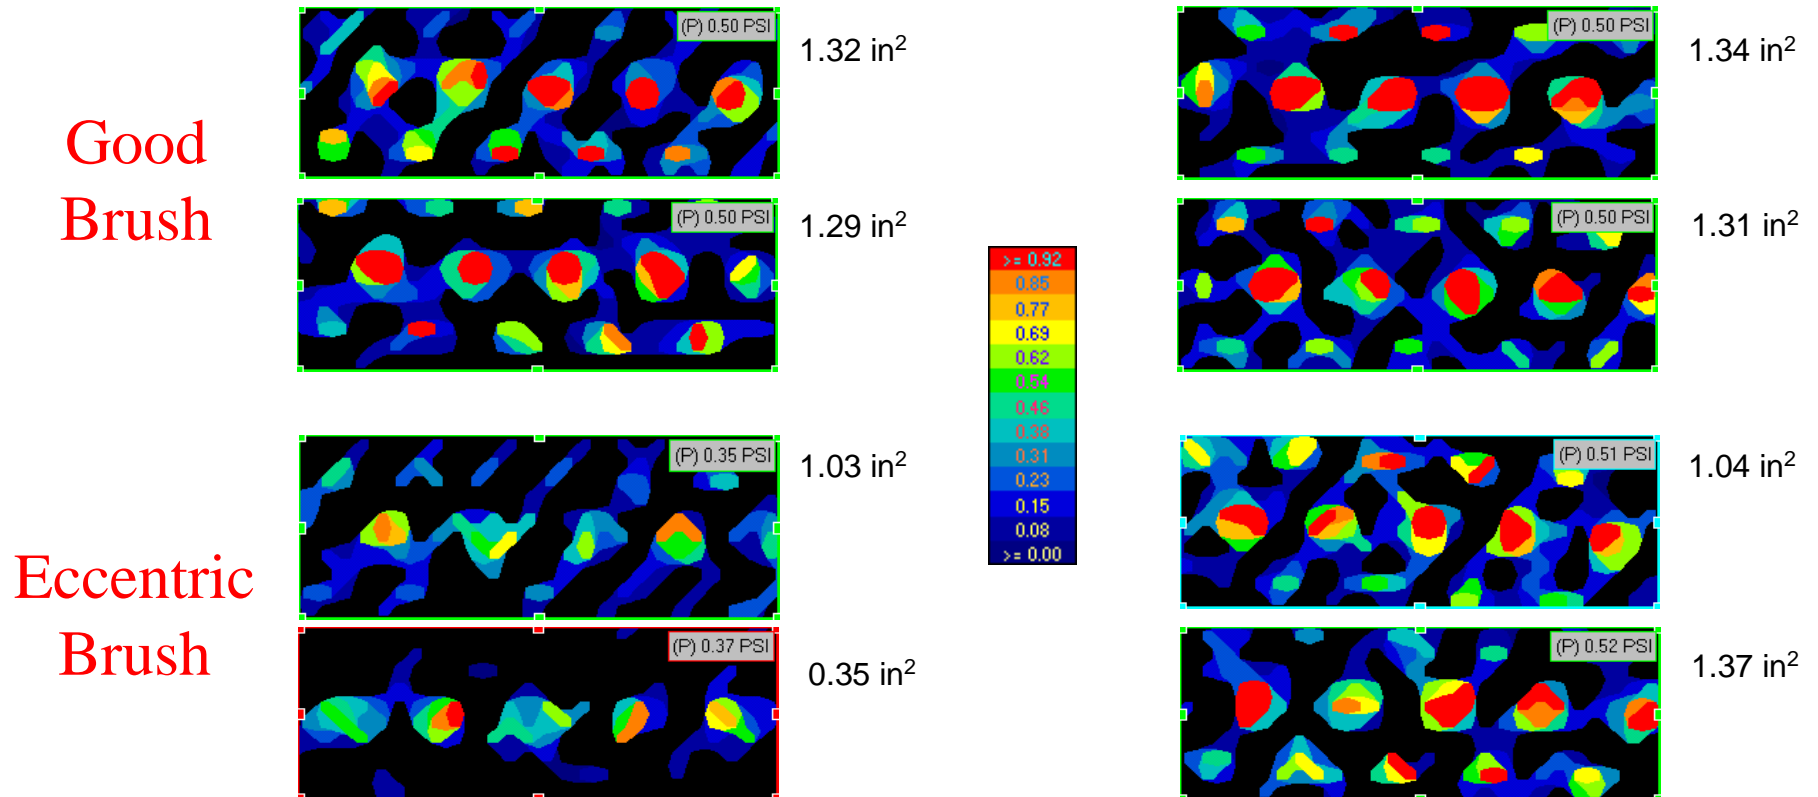 Good
Brush
(P) 0.50 PSI
1.32 in²
(P) 0.50 PSI
1.34 in²
(P) 0.50 PSI
1.29 in²
(P) 0.50 PSI
1.31 in²
>= 0.92
0.85
0.77
0.69
0.62
0.54
0.46
0.38
0.31
0.23
0.15
0.08
>= 0.00
Eccentric
Brush
(P) 0.35 PSI
1.03 in²
(P) 0.51 PSI
1.04 in²
(P) 0.37 PSI
0.35 in²
(P) 0.52 PSI
1.37 in²